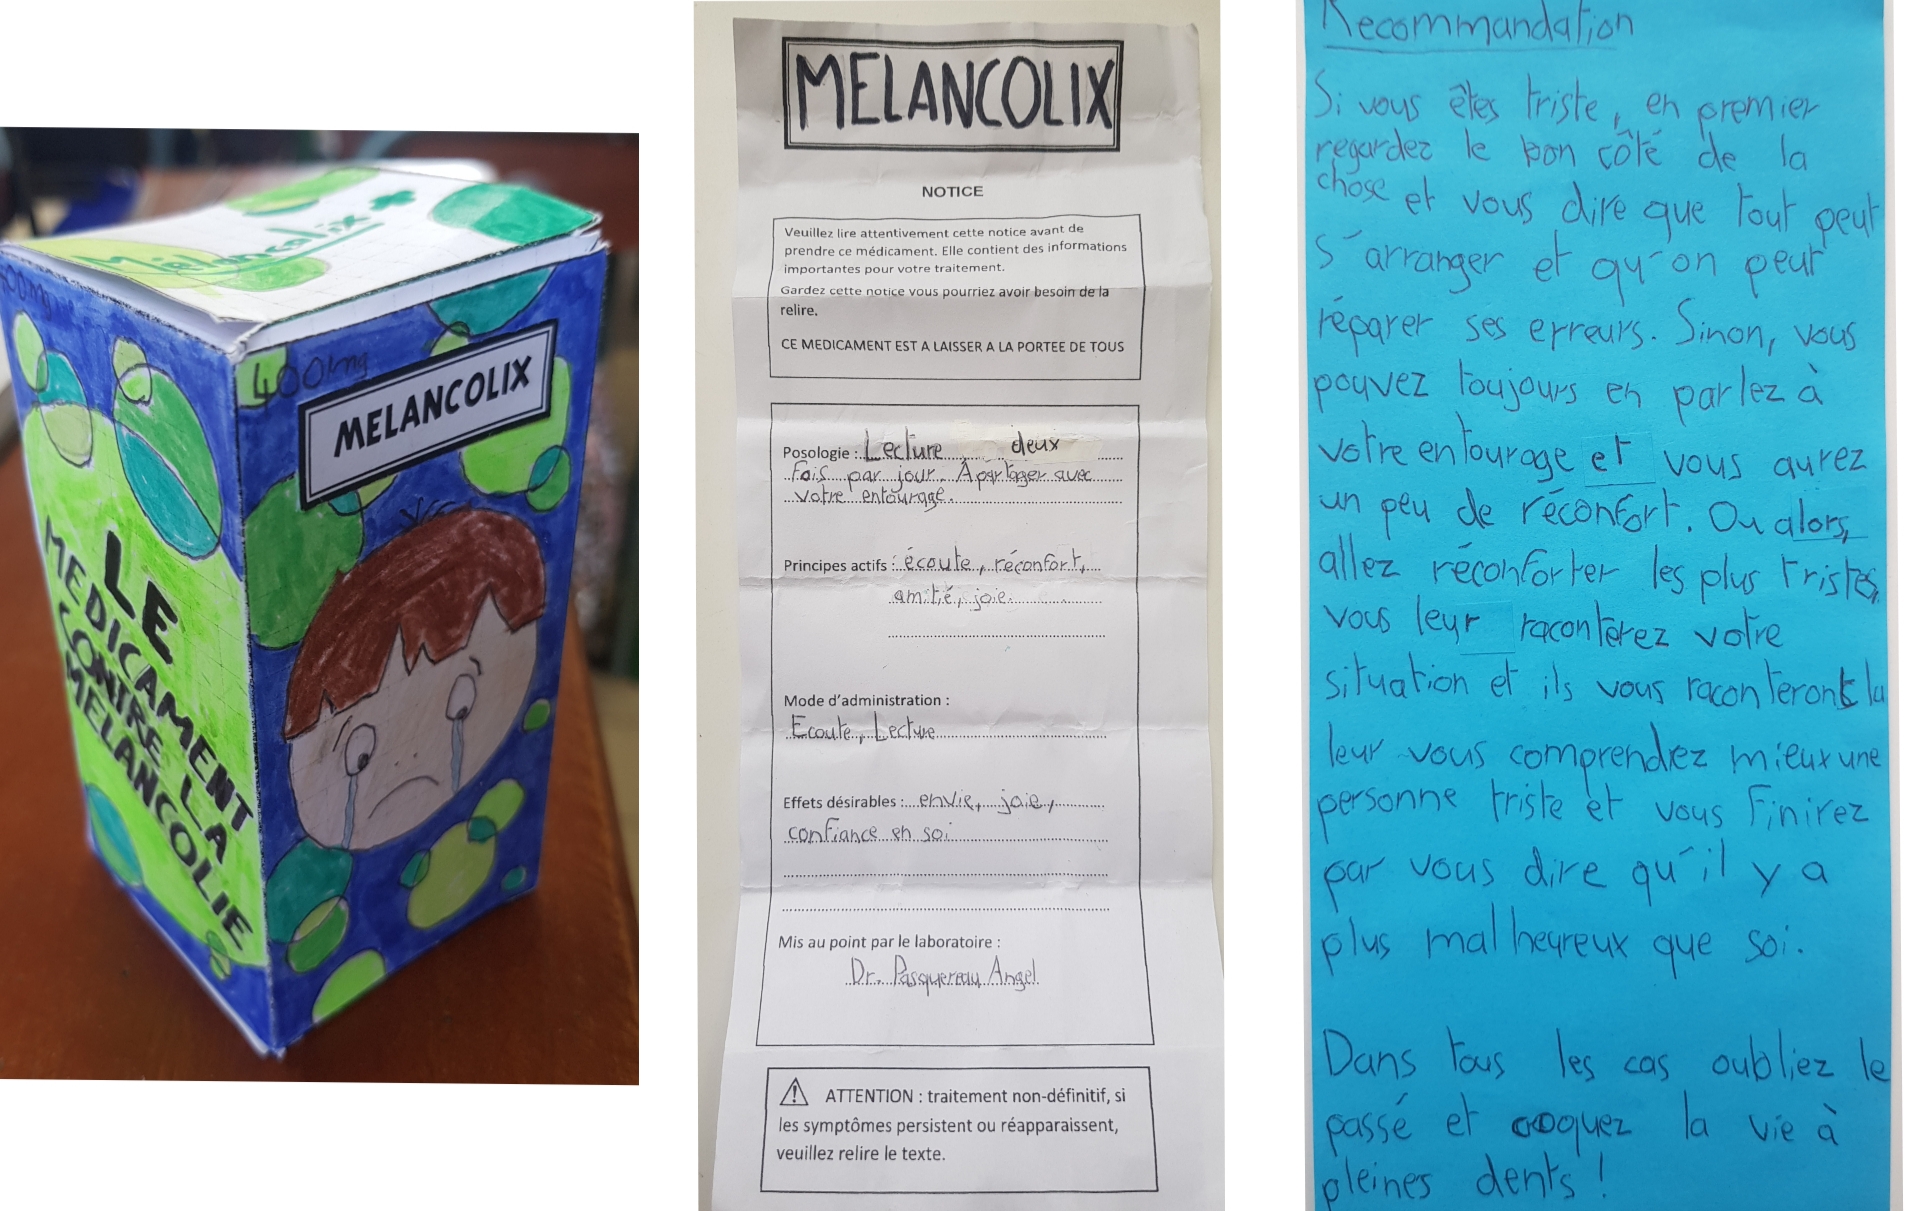 Mélancolix +
400mg
LE
MEDICAMENT
CONTRE LA
MELANCOLIE
400mg
MELANCOLIX
MELANCOLIX
NOTICE
Veuillez lire attentivement cette notice avant de
prendre ce médicament. Elle contient des informations
importantes pour votre traitement.
Gardez cette notice vous pourriez avoir besoin de la
relire.
CE MEDICAMENT EST A LAISSER A LA PORTEE DE TOUS
Posologie : Lecture deux
fois par jour. A partager avec
votre entourage.
Principes actifs : écoute, réconfort,
amitié, joie.
Mode d'administration :
Ecoute, Lecture
Effets désirables : envie, joie,
confiance en soi
Mis au point par le laboratoire :
Dr. Pasquereau Angel
ATTENTION : traitement non-définitif, si
les symptômes persistent ou réapparaissent,
veuillez relire le texte.
Recommandation
Si vous êtes triste, en premier
regardez le bon côté de la
chose et vous dire que tout peut
s'arranger et qu'on peut
réparer ses erreurs. Sinon, vous
pouvez toujours en parlez à
votre entourage et vous aurez
un peu de réconfort. Ou alors,
allez réconforter les plus tristes,
vous leur raconterez votre
situation et ils vous raconteront la
leur vous comprendrez mieux une
personne triste et vous finirez
par vous dire qu'il y a
plus malheureux que soi.
Dans tous les cas oubliez le
passé et croquez la vie à
pleines dents !